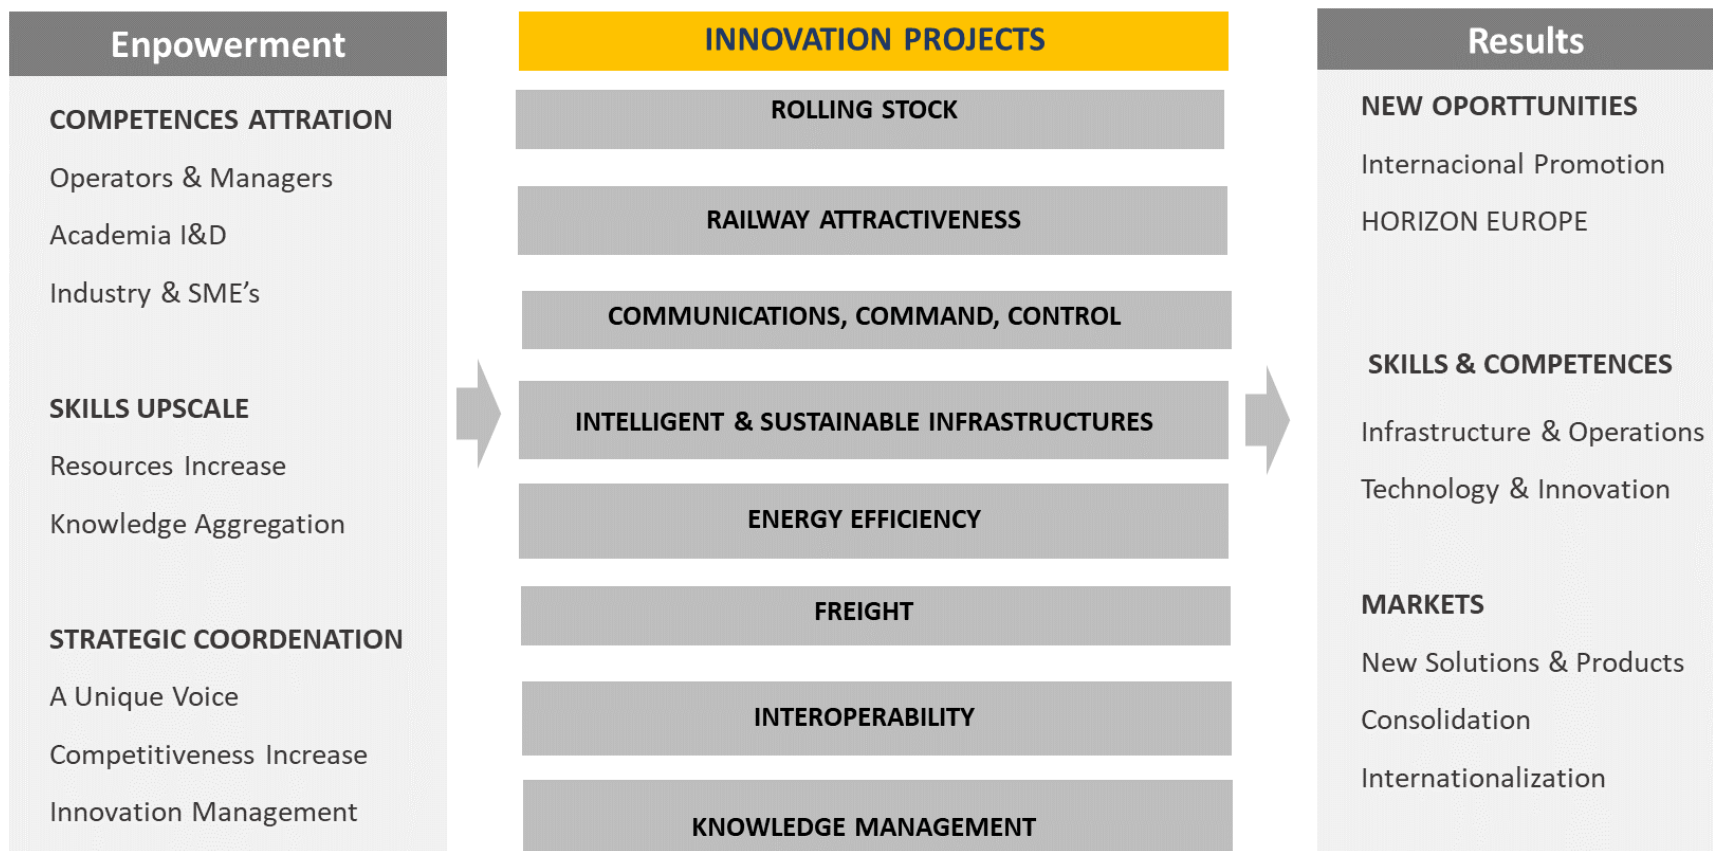 Enpowerment
COMPETENCES ATTRATION
Operators & Managers
Academia I&D
Industry & SME’s
SKILLS UPSCALE
Resources Increase
Knowledge Aggregation
STRATEGIC COORDENATION
A Unique Voice
Competitiveness Increase
Innovation Management
INNOVATION PROJECTS
ROLLING STOCK
RAILWAY ATTRACTIVENESS
COMMUNICATIONS, COMMAND, CONTROL
INTELLIGENT & SUSTAINABLE INFRASTRUCTURES
ENERGY EFFICIENCY
FREIGHT
INTEROPERABILITY
KNOWLEDGE MANAGEMENT
Results
NEW OPORTTUNITIES
Internacional Promotion
HORIZON EUROPE
SKILLS & COMPETENCES
Infrastructure & Operations
Technology & Innovation
MARKETS
New Solutions & Products
Consolidation
Internationalization